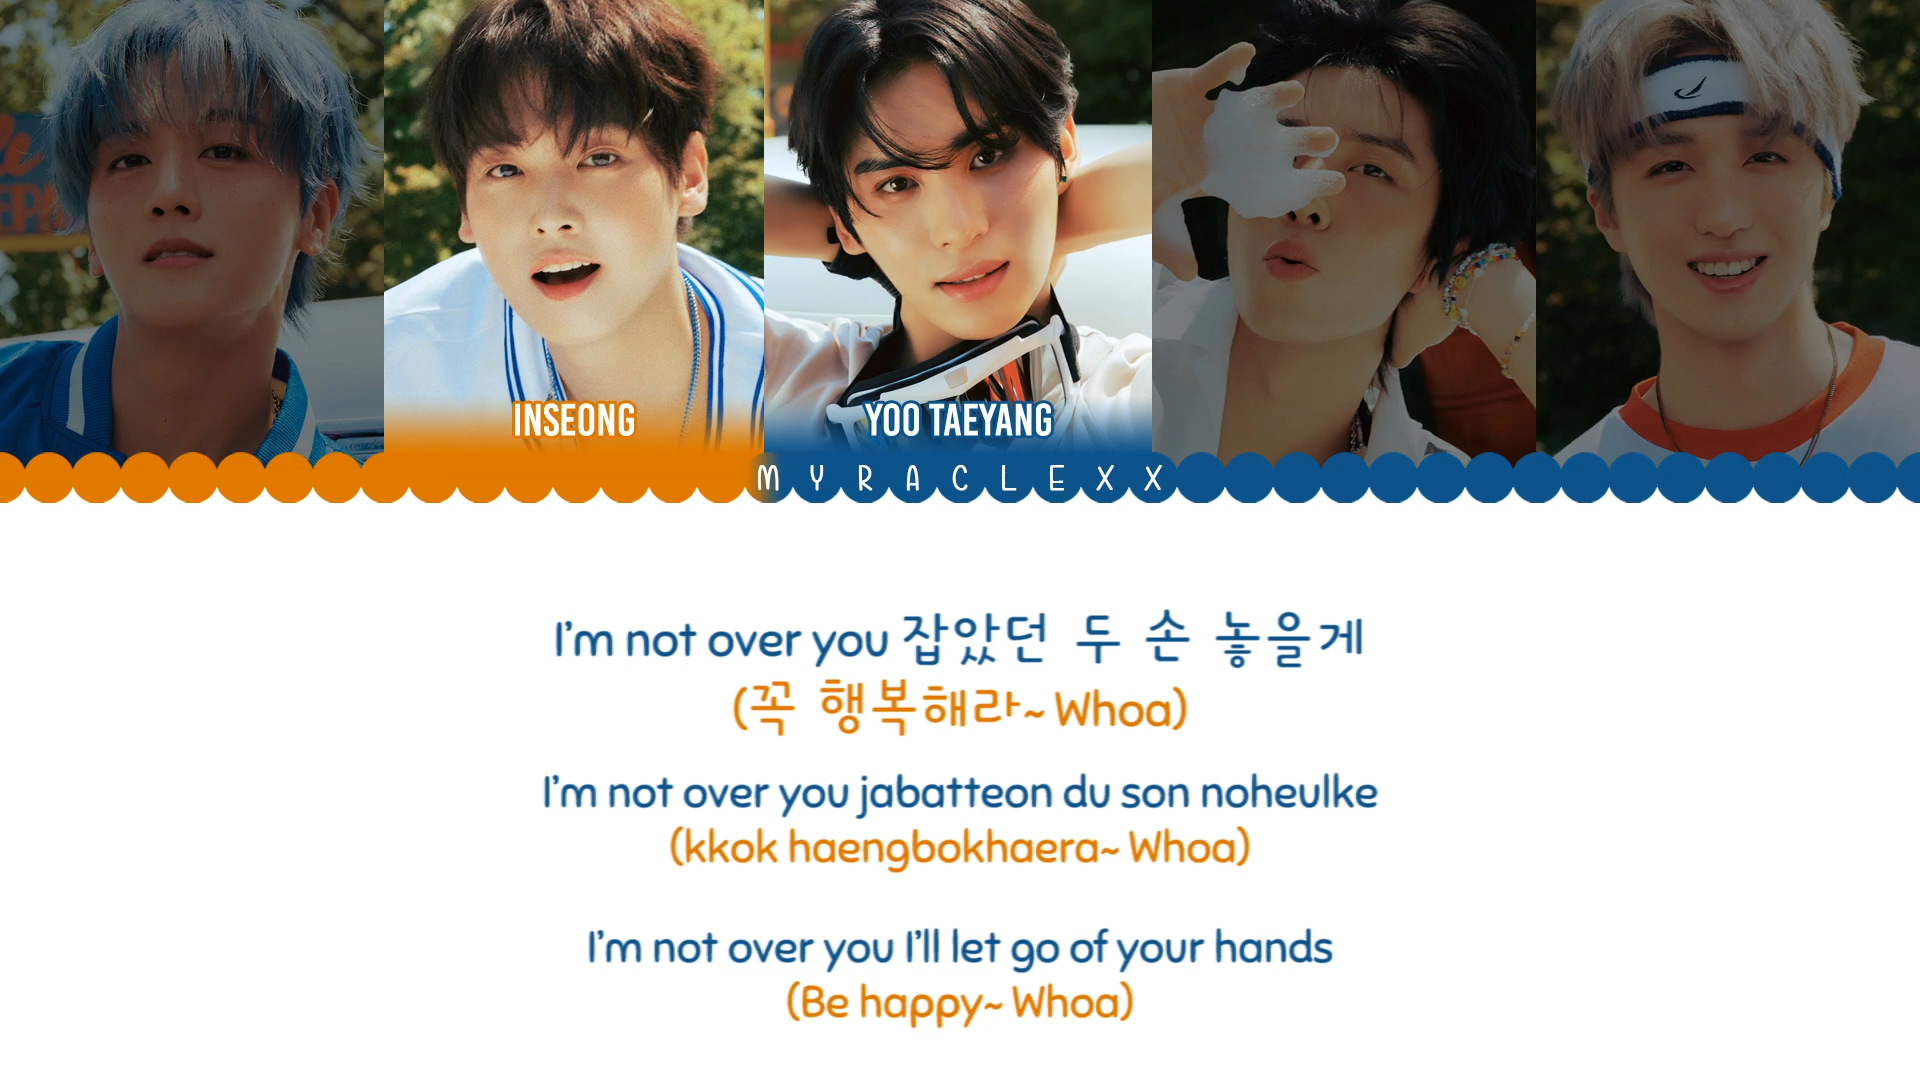 INSEONG
YOO TAEYANG
MYRACLEXX
I'm not over you 잡았던 두 손 놓을게
(꼭 행복해라~ Whoa)
I'm not over you jabatteon du son noheulke
(kkok haengbokhaera~ Whoa)
I'm not over you I'll let go of your hands
(Be happy~ Whoa)